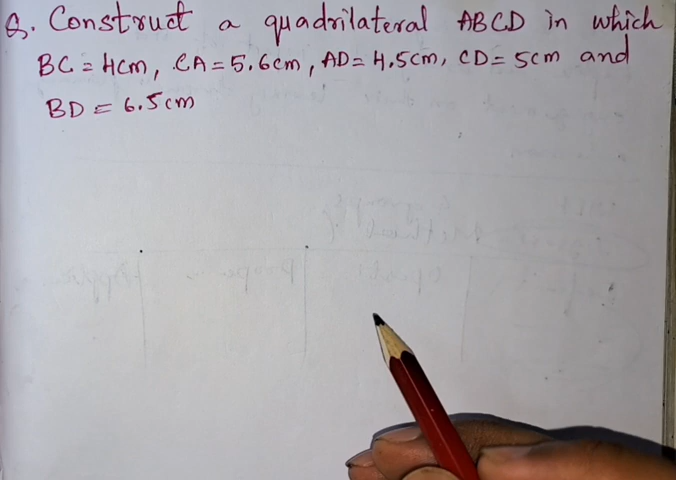 Q. Construct a quadrilateral ABCD in which
BC = 4cm, CA = 5.6cm, AD = 4.5cm, CD = 5cm and
BD = 6.5cm